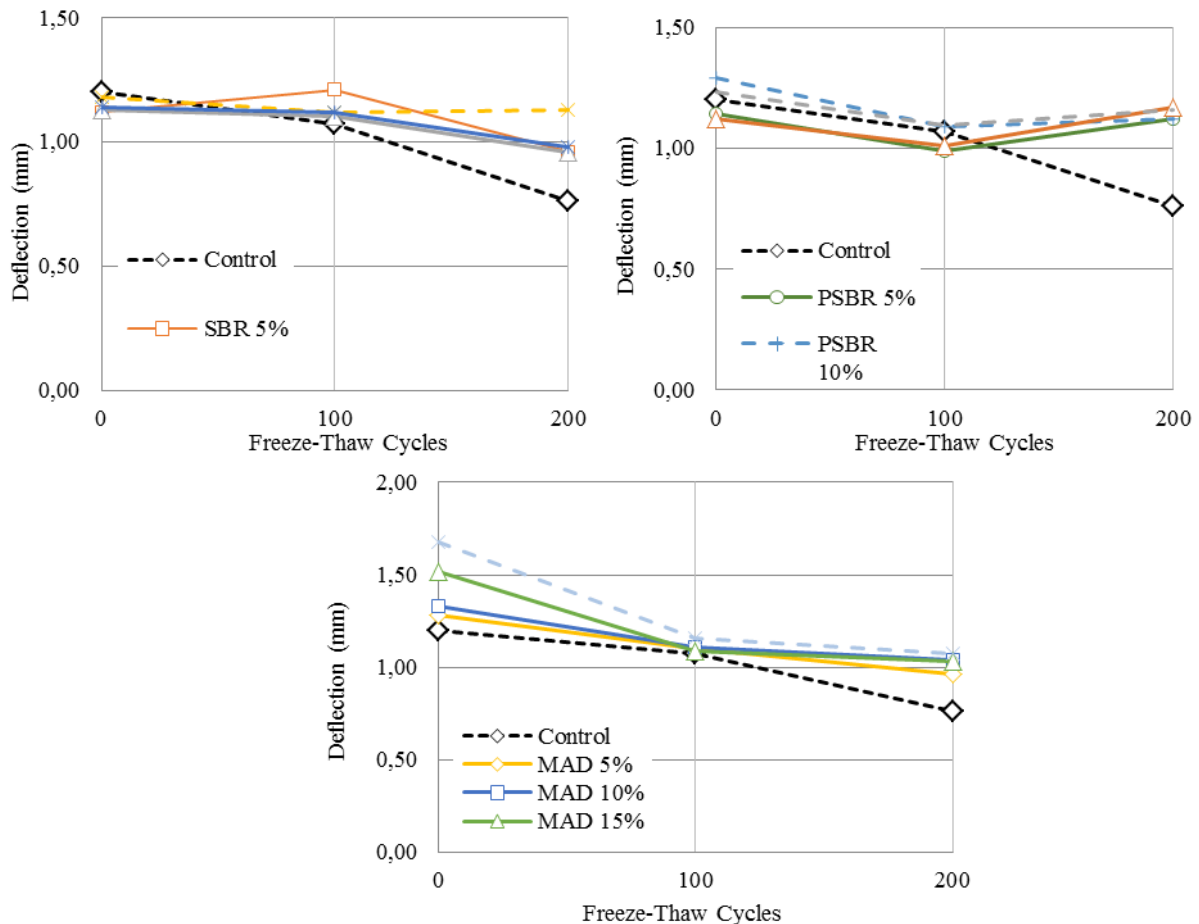 1,50
1,00
0,50
0,00
Deflection (mm)
Control
SBR 5%
0
100
200
Freeze-Thaw Cycles
1,50
1,00
0,50
0,00
Deflection (mm)
Control
PSBR 5%
PSBR
10%
0
100
200
Freeze-Thaw Cycles
2,00
1,50
1,00
0,50
0,00
Deflection (mm)
Control
MAD 5%
MAD 10%
MAD 15%
0
100
200
Freeze-Thaw Cycles